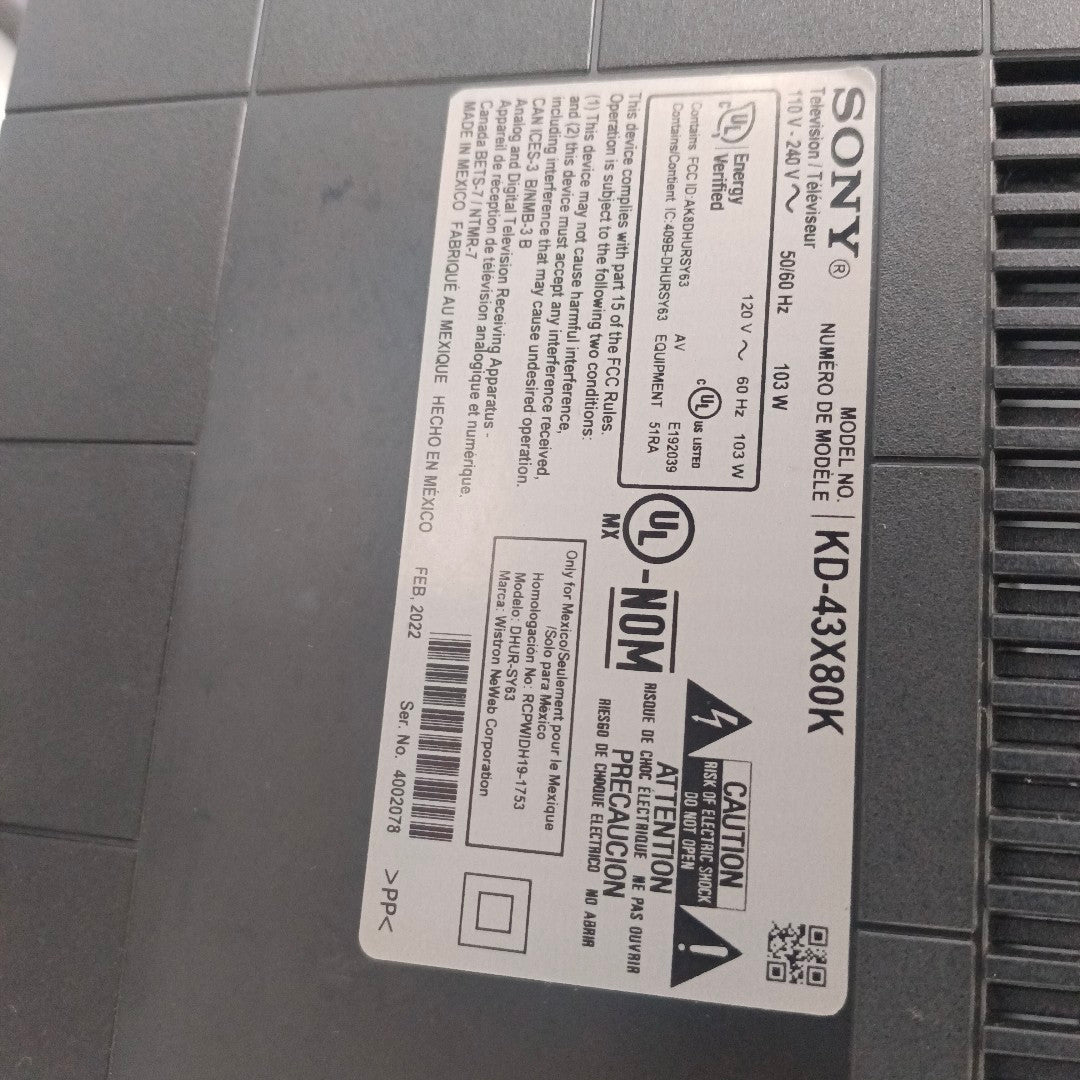 SONY®
Television / Téléviseur
110 V - 240 V ~ 50/60 Hz 103 W
MODEL NO.
NUMÉRO DE MODÈLE
KD-43X80K
UL Energy
Verified
c
120 V ~ 60 Hz 103 W
Contains FCC ID:AK8DHURSY63
Contains/Contient IC:409B-DHURSY63
c UL US LISTED
AV E192039
EQUIPMENT 51RA
This device complies with part 15 of the FCC Rules.
Operation is subject to the following two conditions:
(1) This device may not cause harmful interference,
and (2) this device must accept any interference received,
including interference that may cause undesired operation.
CAN ICES-3 B/NMB-3 B
Analog and Digital Television Receiving Apparatus -
Appareil de réception de télévision analogique et numérique,
Canada BETS-7 / NTMR-7
MADE IN MEXICO FABRIQUÉ AU MEXIQUE HECHO EN MÉXICO FEB, 2022
UL-NOM
MX
Only for Mexico/Seulement pour le Mexique
/Solo para México
Homologación No: RCPWIDH19-1753
Modelo: DHUR-SY63
Marca: Wistron NeWeb Corporation
CAUTION
RISK OF ELECTRIC SHOCK
DO NOT OPEN
ATTENTION
RISQUE DE CHOC ÉLECTRIQUE NE PAS OUVRIR
PRECAUCION
RIESGO DE CHOQUE ELECTRICO NO ABRIR
Ser. No. 4002078
>PP<